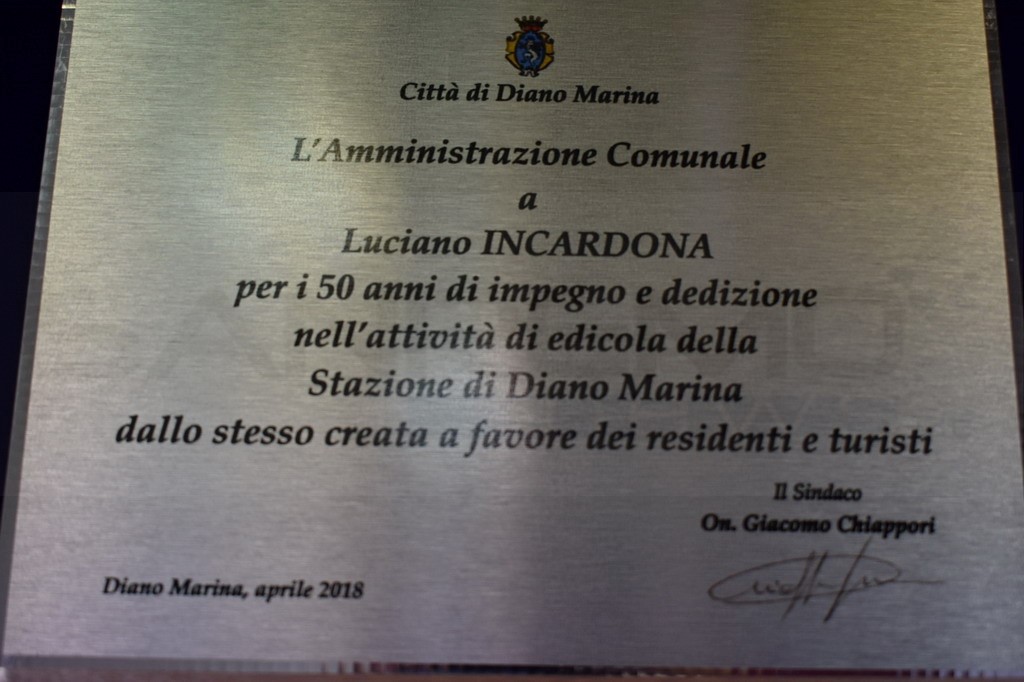 Città di Diano Marina
L'Amministrazione Comunale
a
Luciano INCARDONA
per i 50 anni di impegno e dedizione
nell'attività di edicola della
Stazione di Diano Marina
dallo stesso creata a favore dei residenti e turisti
Il Sindaco
On. Giacomo Chiappori
Diano Marina, aprile 2018